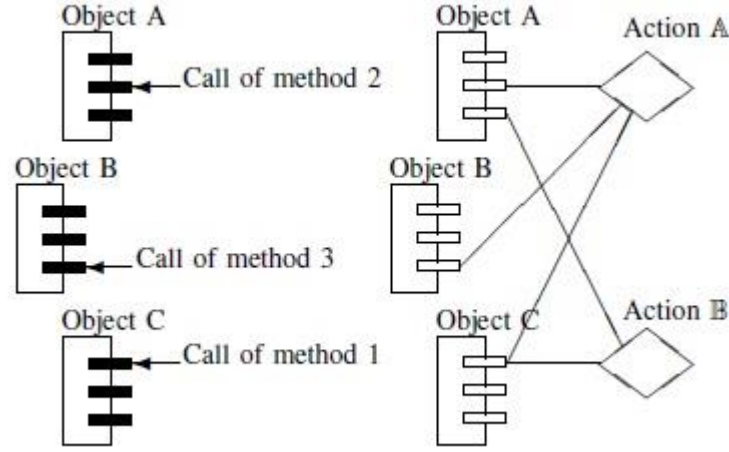 Object A
Call of method 2
Object B
Call of method 3
Object C
Call of method 1
Object A
Action 𝔸
Object B
Object C
Action 𝔹